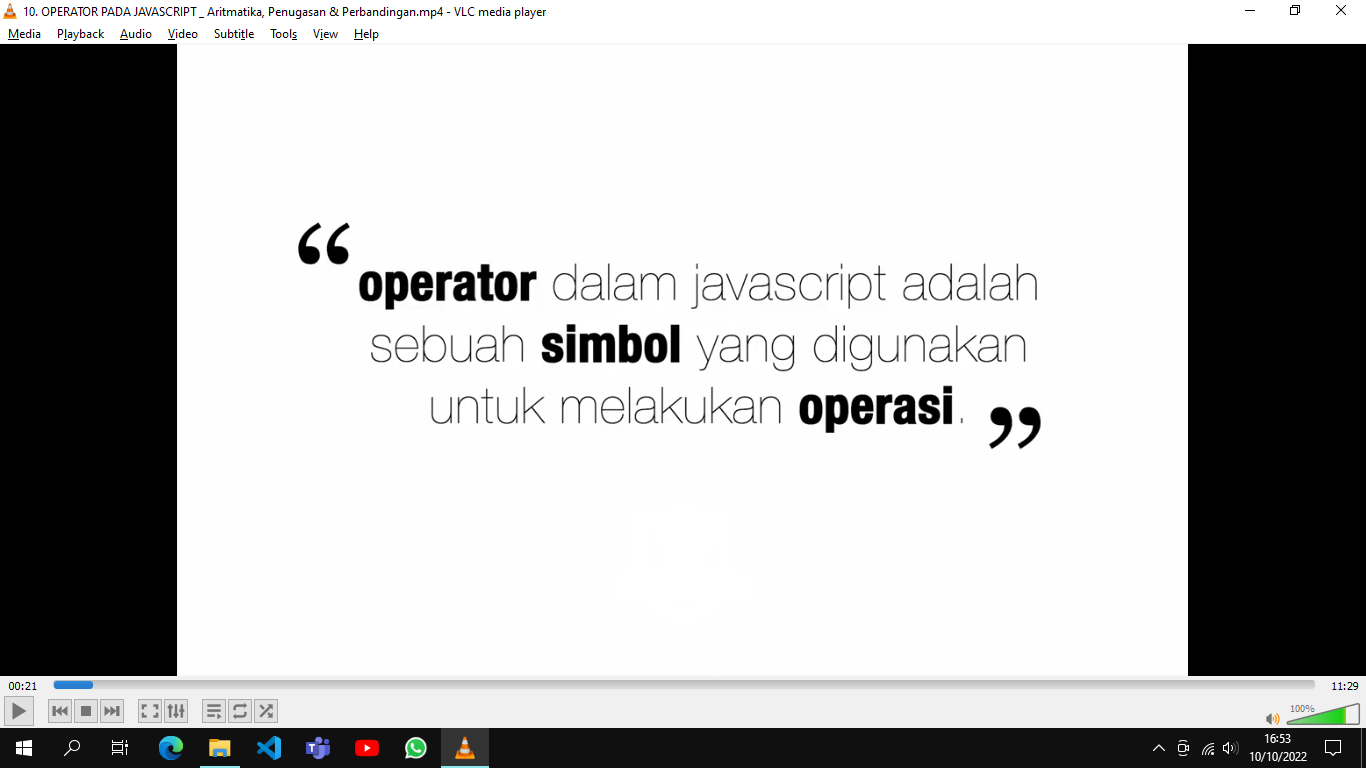 10. OPERATOR PADA JAVASCRIPT _ Aritmatika, Penugasan & Perbandingan.mp4 - VLC media player
Media Playback Audio Video Subtitle Tools View Help
“operator dalam javascript adalah
sebuah simbol yang digunakan
untuk melakukan operasi.”
00:21 11:29
100%
16:53
10/10/2022